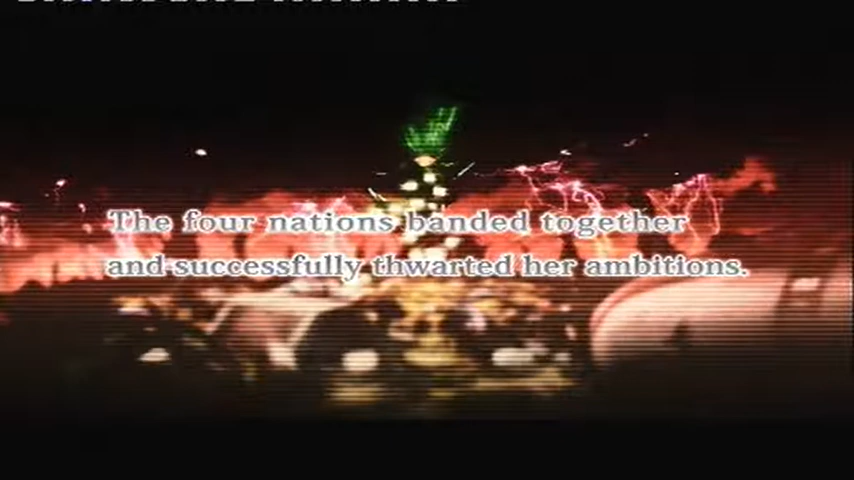 The four nations banded together
and successfully thwarted her ambitions.